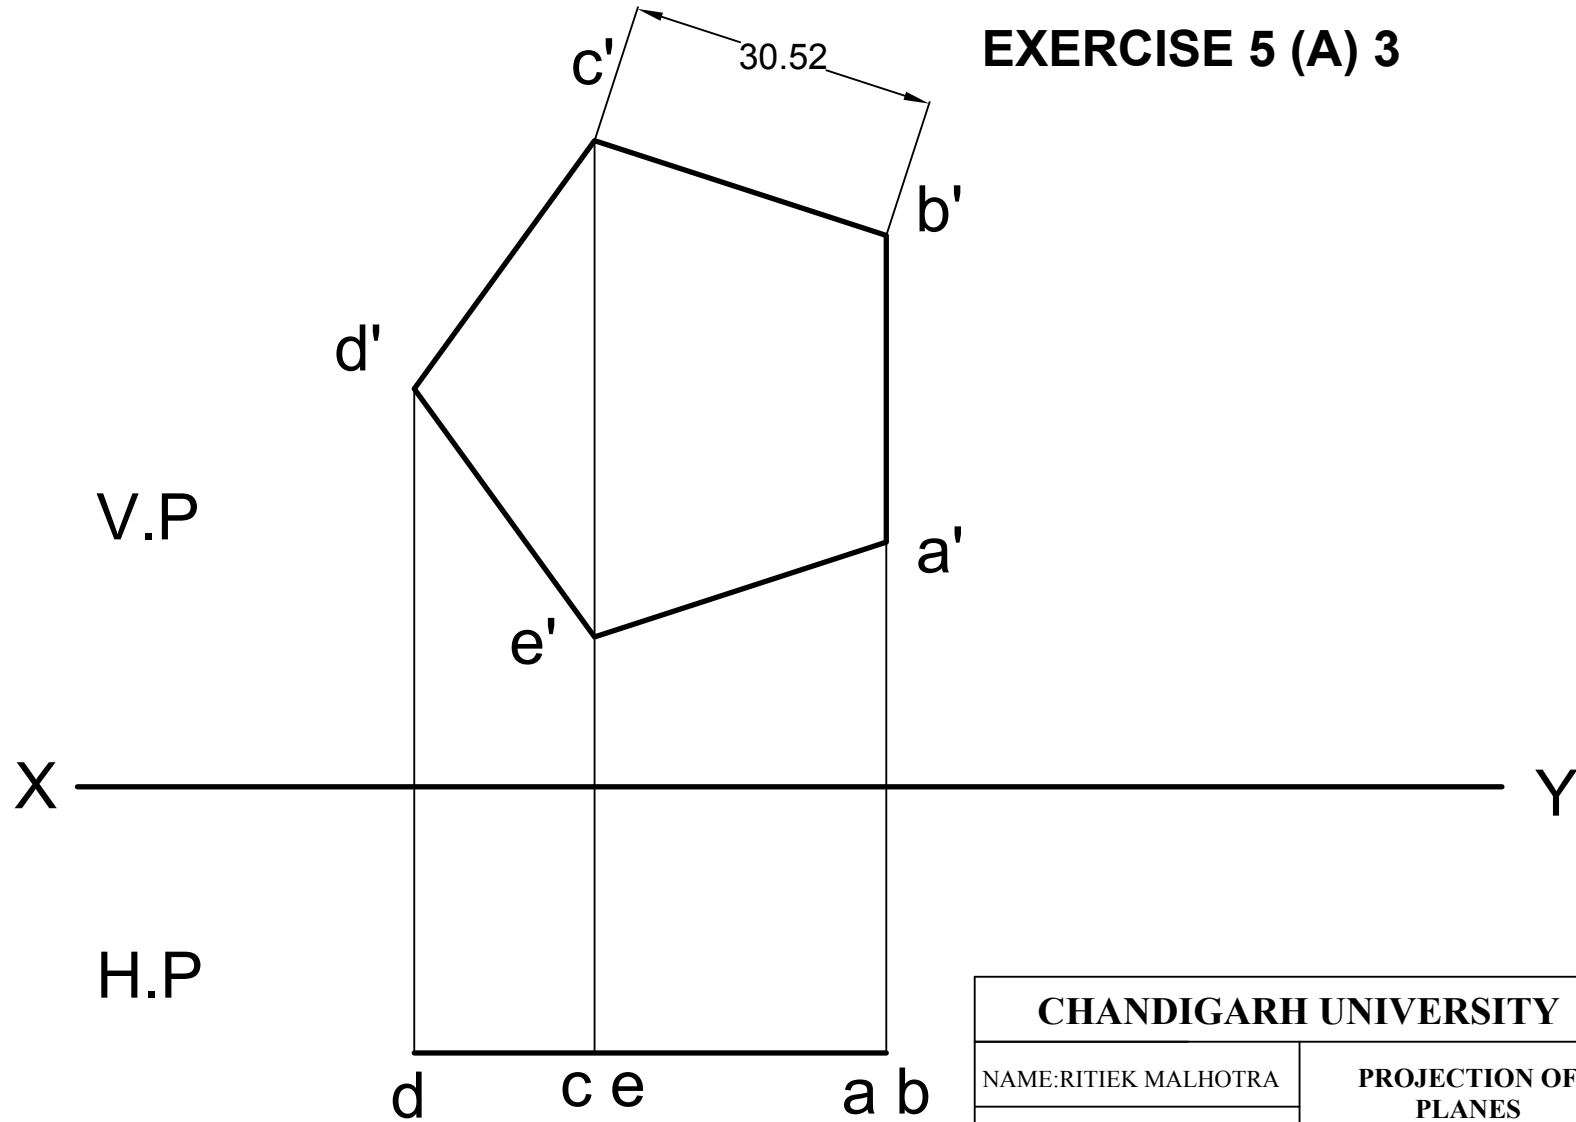 EXERCISE 5 (A) 3
30.52
c'
b'
d'
V.P
a'
e'
X
Y
H.P
d
c e
a b
CHANDIGARH UNIVERSITY
NAME:RITIEK MALHOTRA
PROJECTION OF
PLANES